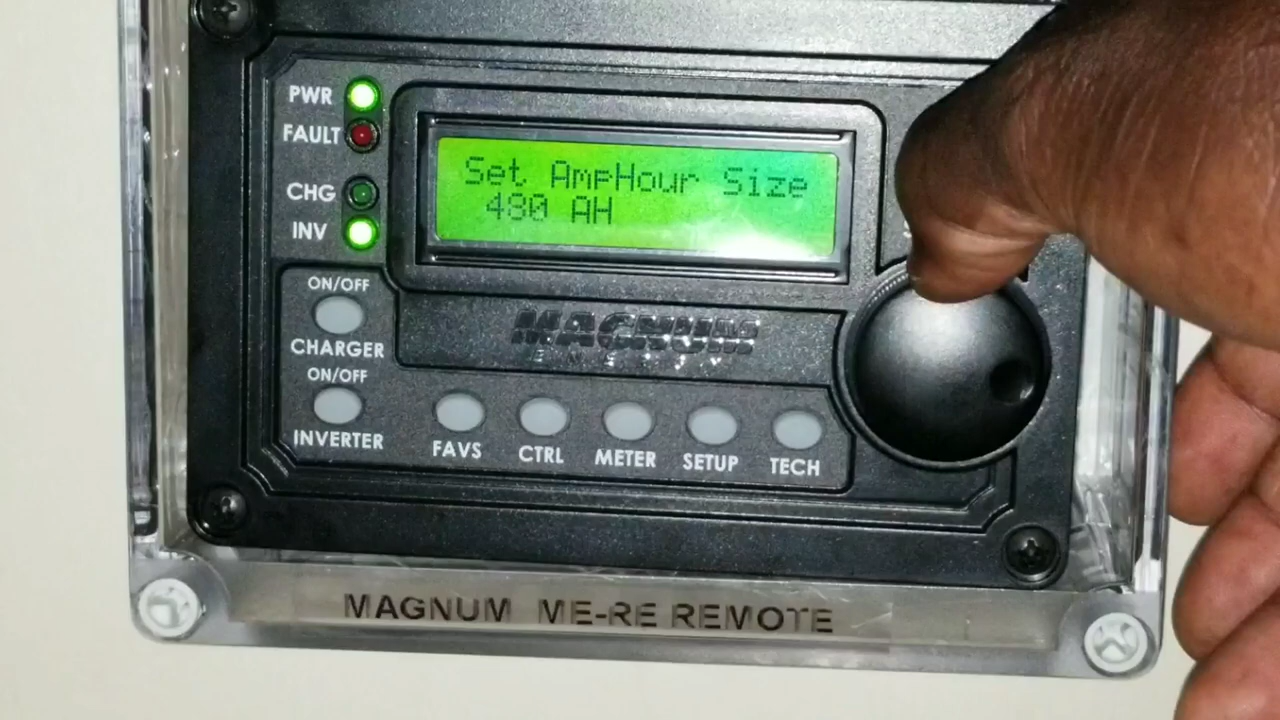 PWR
FAULT
CHG
INV
Set AmpHour Size
480 AH
ON/OFF
CHARGER
ON/OFF
INVERTER
MAGNUM
ENERGY
FAVS
CTRL
METER
SETUP
TECH
MAGNUM ME-RE REMOTE